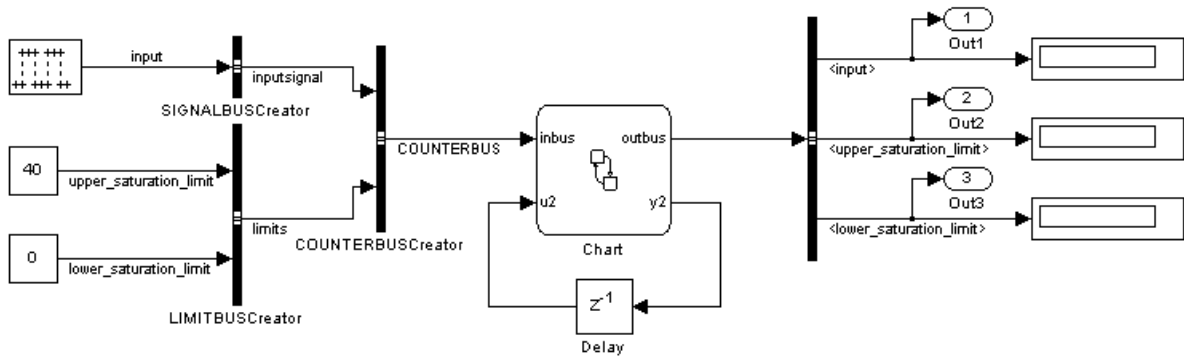 input
inputsignal
SIGNALBUSCreator
40
upper_saturation_limit
0
lower_saturation_limit
limits
LIMITBUSCreator
COUNTERBUSCreator
COUNTERBUS
inbus
outbus
u2
y2
Chart
Z-1
Delay
1
Out1
<input>
2
Out2
<upper_saturation_limit>
3
Out3
<lower_saturation_limit>